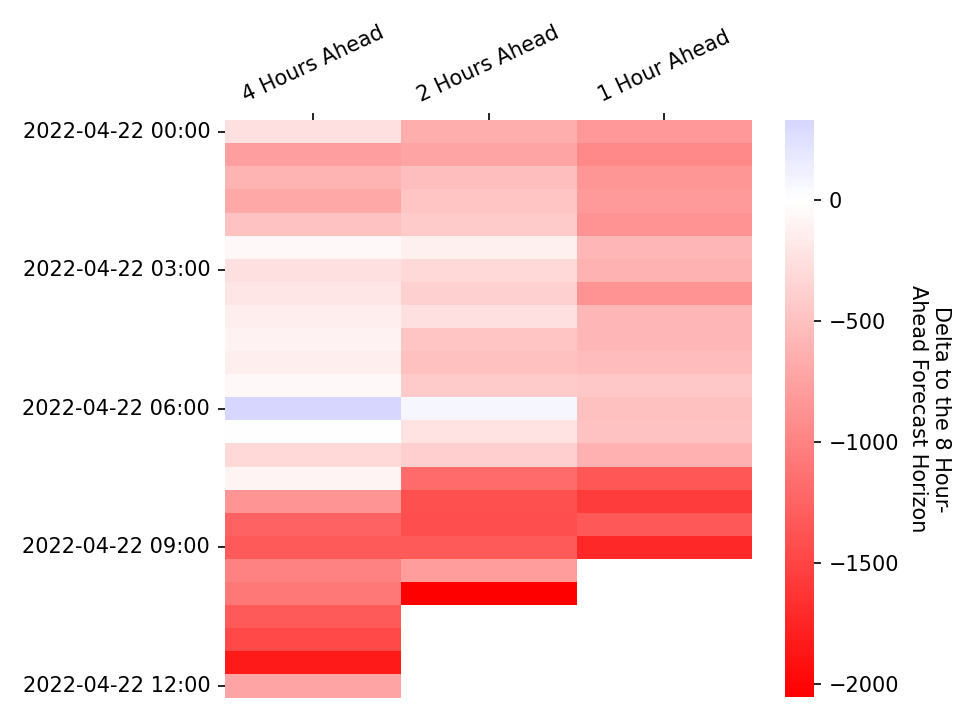 4 Hours Ahead
2 Hours Ahead
1 Hour Ahead
2022-04-22 00:00
2022-04-22 03:00
2022-04-22 06:00
2022-04-22 09:00
2022-04-22 12:00
0
−500
−1000
−1500
−2000
Delta to the 8 Hour-
Ahead Forecast Horizon